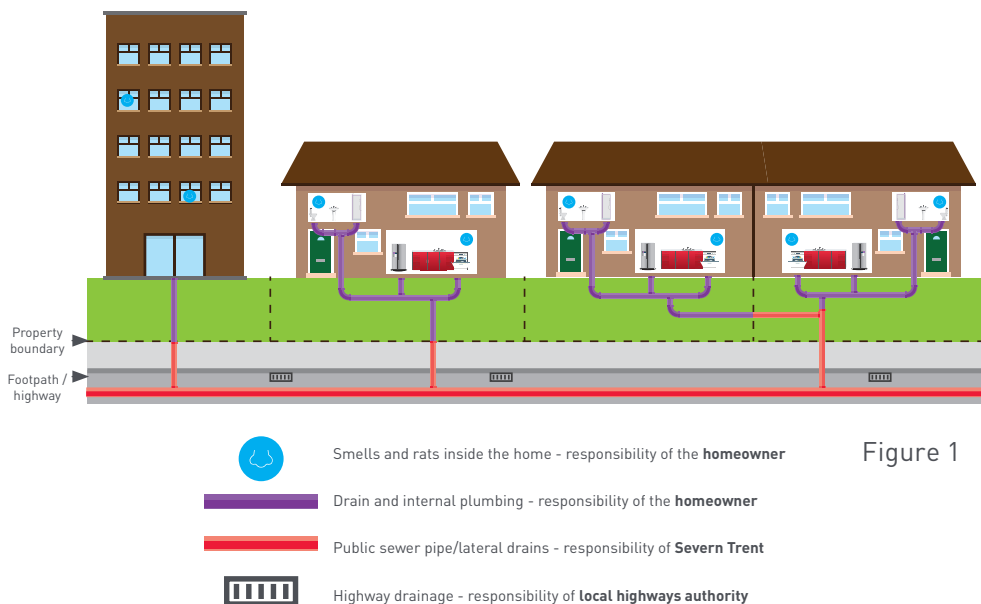 Property
boundary
Footpath /
highway
Smells and rats inside the home - responsibility of the homeowner
Figure 1
Drain and internal plumbing - responsibility of the homeowner
Public sewer pipe/lateral drains - responsibility of Severn Trent
Highway drainage - responsibility of local highways authority